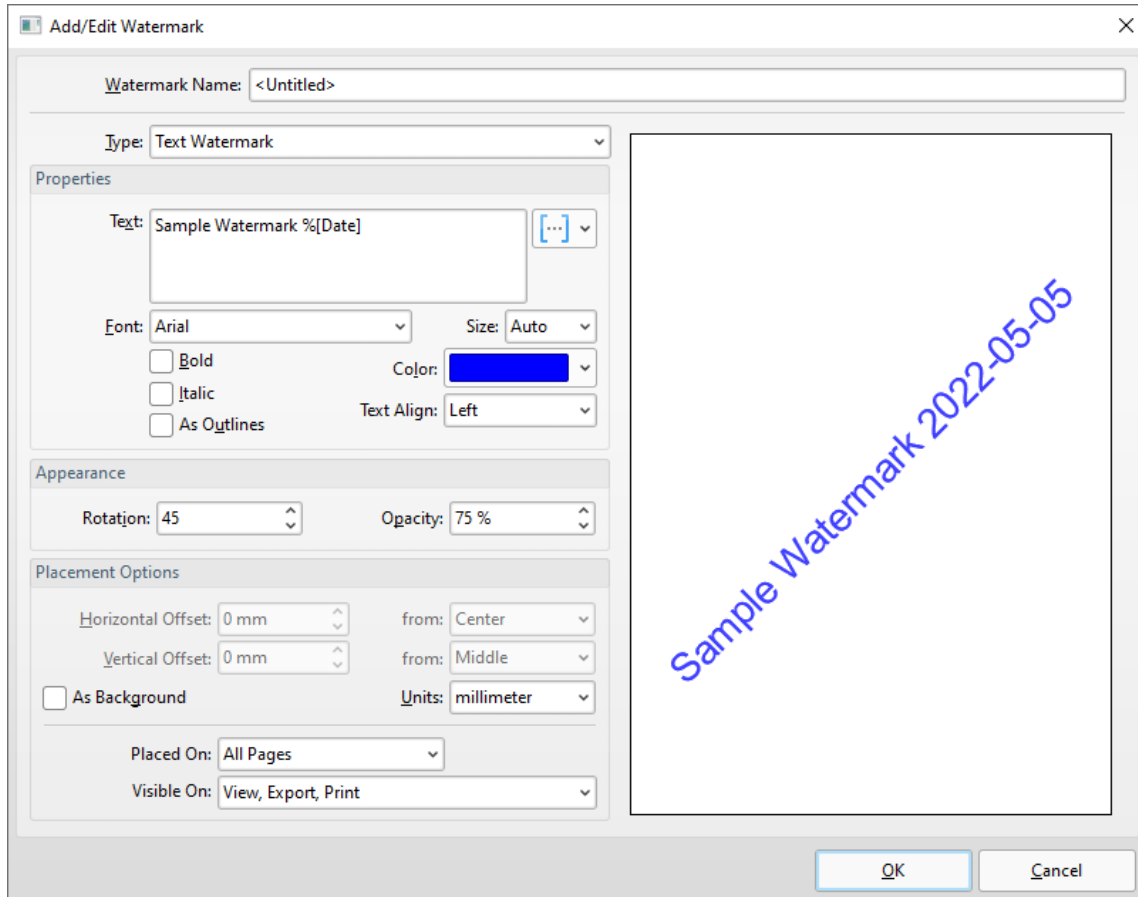 Add/Edit Watermark
Watermark Name: <Untitled>
Type: Text Watermark
Properties
Text: Sample Watermark %[Date]
Font: Arial Size: Auto
Bold
Color:
Italic
Text Align: Left
As Outlines
Appearance
Rotation: 45 Opacity: 75 %
Placement Options
Horizontal Offset: 0 mm from: Center
Vertical Offset: 0 mm from: Middle
As Background Units: millimeter
Placed On: All Pages
Visible On: View, Export, Print
Sample Watermark 2022-05-05
OK Cancel